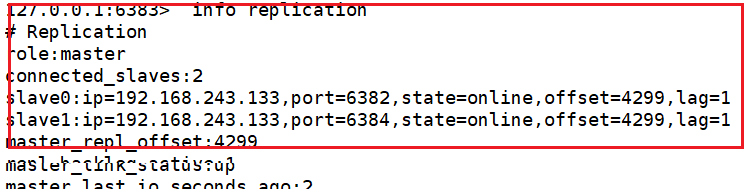 127.0.0.1:6383> info replication
# Replication
role:master
connected_slaves:2
slave0:ip=192.168.243.133,port=6382,state=online,offset=4299,lag=1
slave1:ip=192.168.243.133,port=6384,state=online,offset=4299,lag=1
master_repl_offset:4299
master_last_io_seconds_ago:2